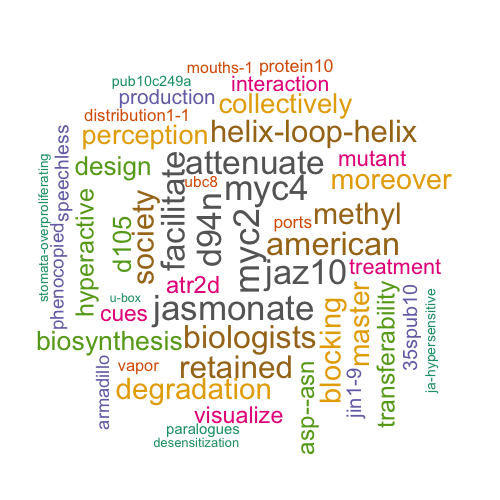 mouths-1 protein10
pub10c249a interaction
production collectively
distribution1-1
perception helix-loop-helix
design attenuate mutant
ubc8 myc4 moreover
stomata-overproliferating
speechless
phenocopied
hyperactive
d105
society
facilitate
d94n
myc2
ports methyl
american
jaz10 treatment
atr2d
u-box
cues jasmonate
biosynthesis biologists
blocking
master
transferability
35spub10
ja-hypersensitive
vapor retained
armadillo
degradation
jin1-9
asp--asn
visualize
paralogues
desensitization